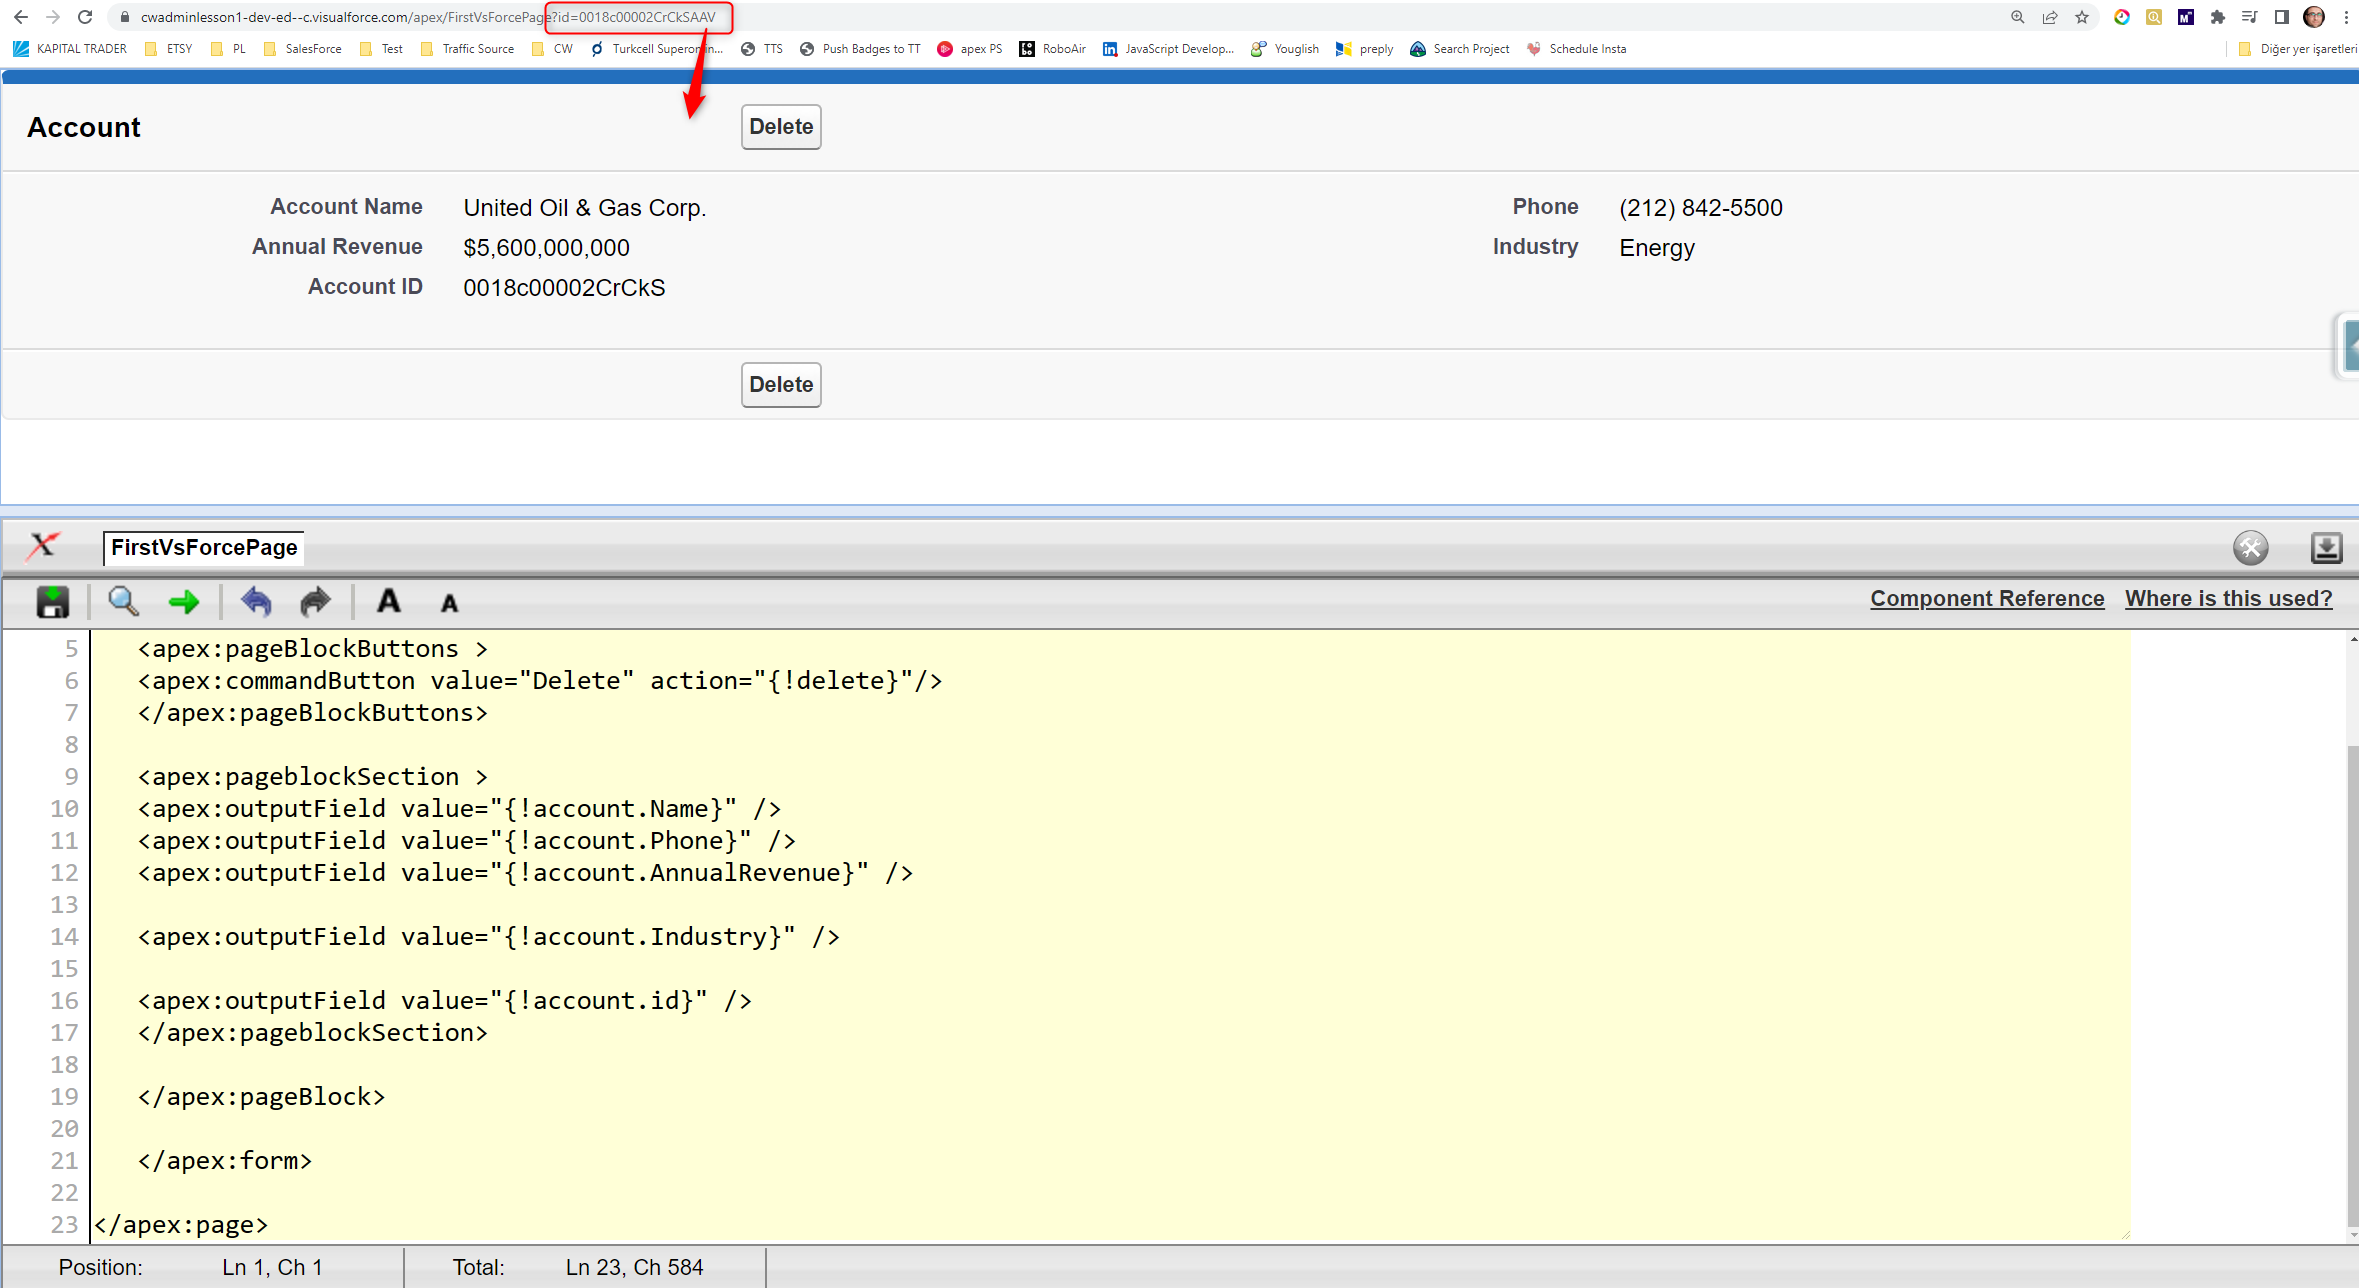 cwadminlesson1-dev-ed--c.visualforce.com/apex/FirstVsForcePage?id=0018c00002CrCkSAAV
KAPITAL TRADER ETSY PL SalesForce Test Traffic Source CW Turkcell Superonlin... TTS Push Badges to TT apex PS RoboAir JavaScript Develop... Youglish preply Search Project Schedule Insta Diğer yer işaretleri
Account Delete
Account Name United Oil & Gas Corp. Phone (212) 842-5500
Annual Revenue $5,600,000,000 Industry Energy
Account ID 0018c00002CrCkS
Delete
FirstVsForcePage
A A Component Reference Where is this used?
5 <apex:pageBlockButtons >
6 <apex:commandButton value="Delete" action="{!delete}"/>
7 </apex:pageBlockButtons>
8
9 <apex:pageblockSection >
10 <apex:outputField value="{!account.Name}" />
11 <apex:outputField value="{!account.Phone}" />
12 <apex:outputField value="{!account.AnnualRevenue}" />
13
14 <apex:outputField value="{!account.Industry}" />
15
16 <apex:outputField value="{!account.id}" />
17 </apex:pageblockSection>
18
19 </apex:pageBlock>
20
21 </apex:form>
22
23 </apex:page>
Position: Ln 1, Ch 1 Total: Ln 23, Ch 584